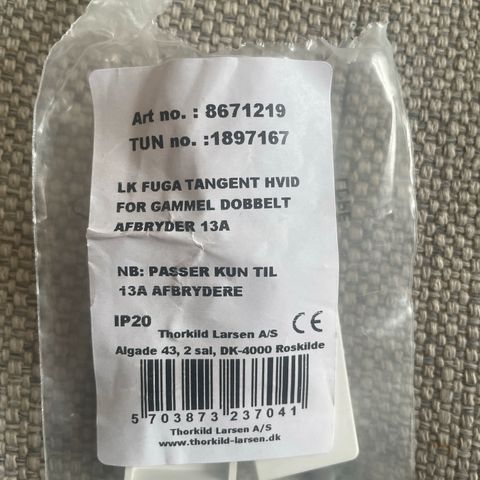 Art no. : 8671219
TUN no. :1897167
LK FUGA TANGENT HVID
FOR GAMMEL DOBBELT
AFBRYDER 13A
NB: PASSER KUN TIL
13A AFBRYDERE
IP20
Thorkild Larsen A/S CE
Algade 43, 2 sal, DK-4000 Roskilde
5 703873 237041
Thorkild Larsen A/S
www.thorkild-larsen.dk